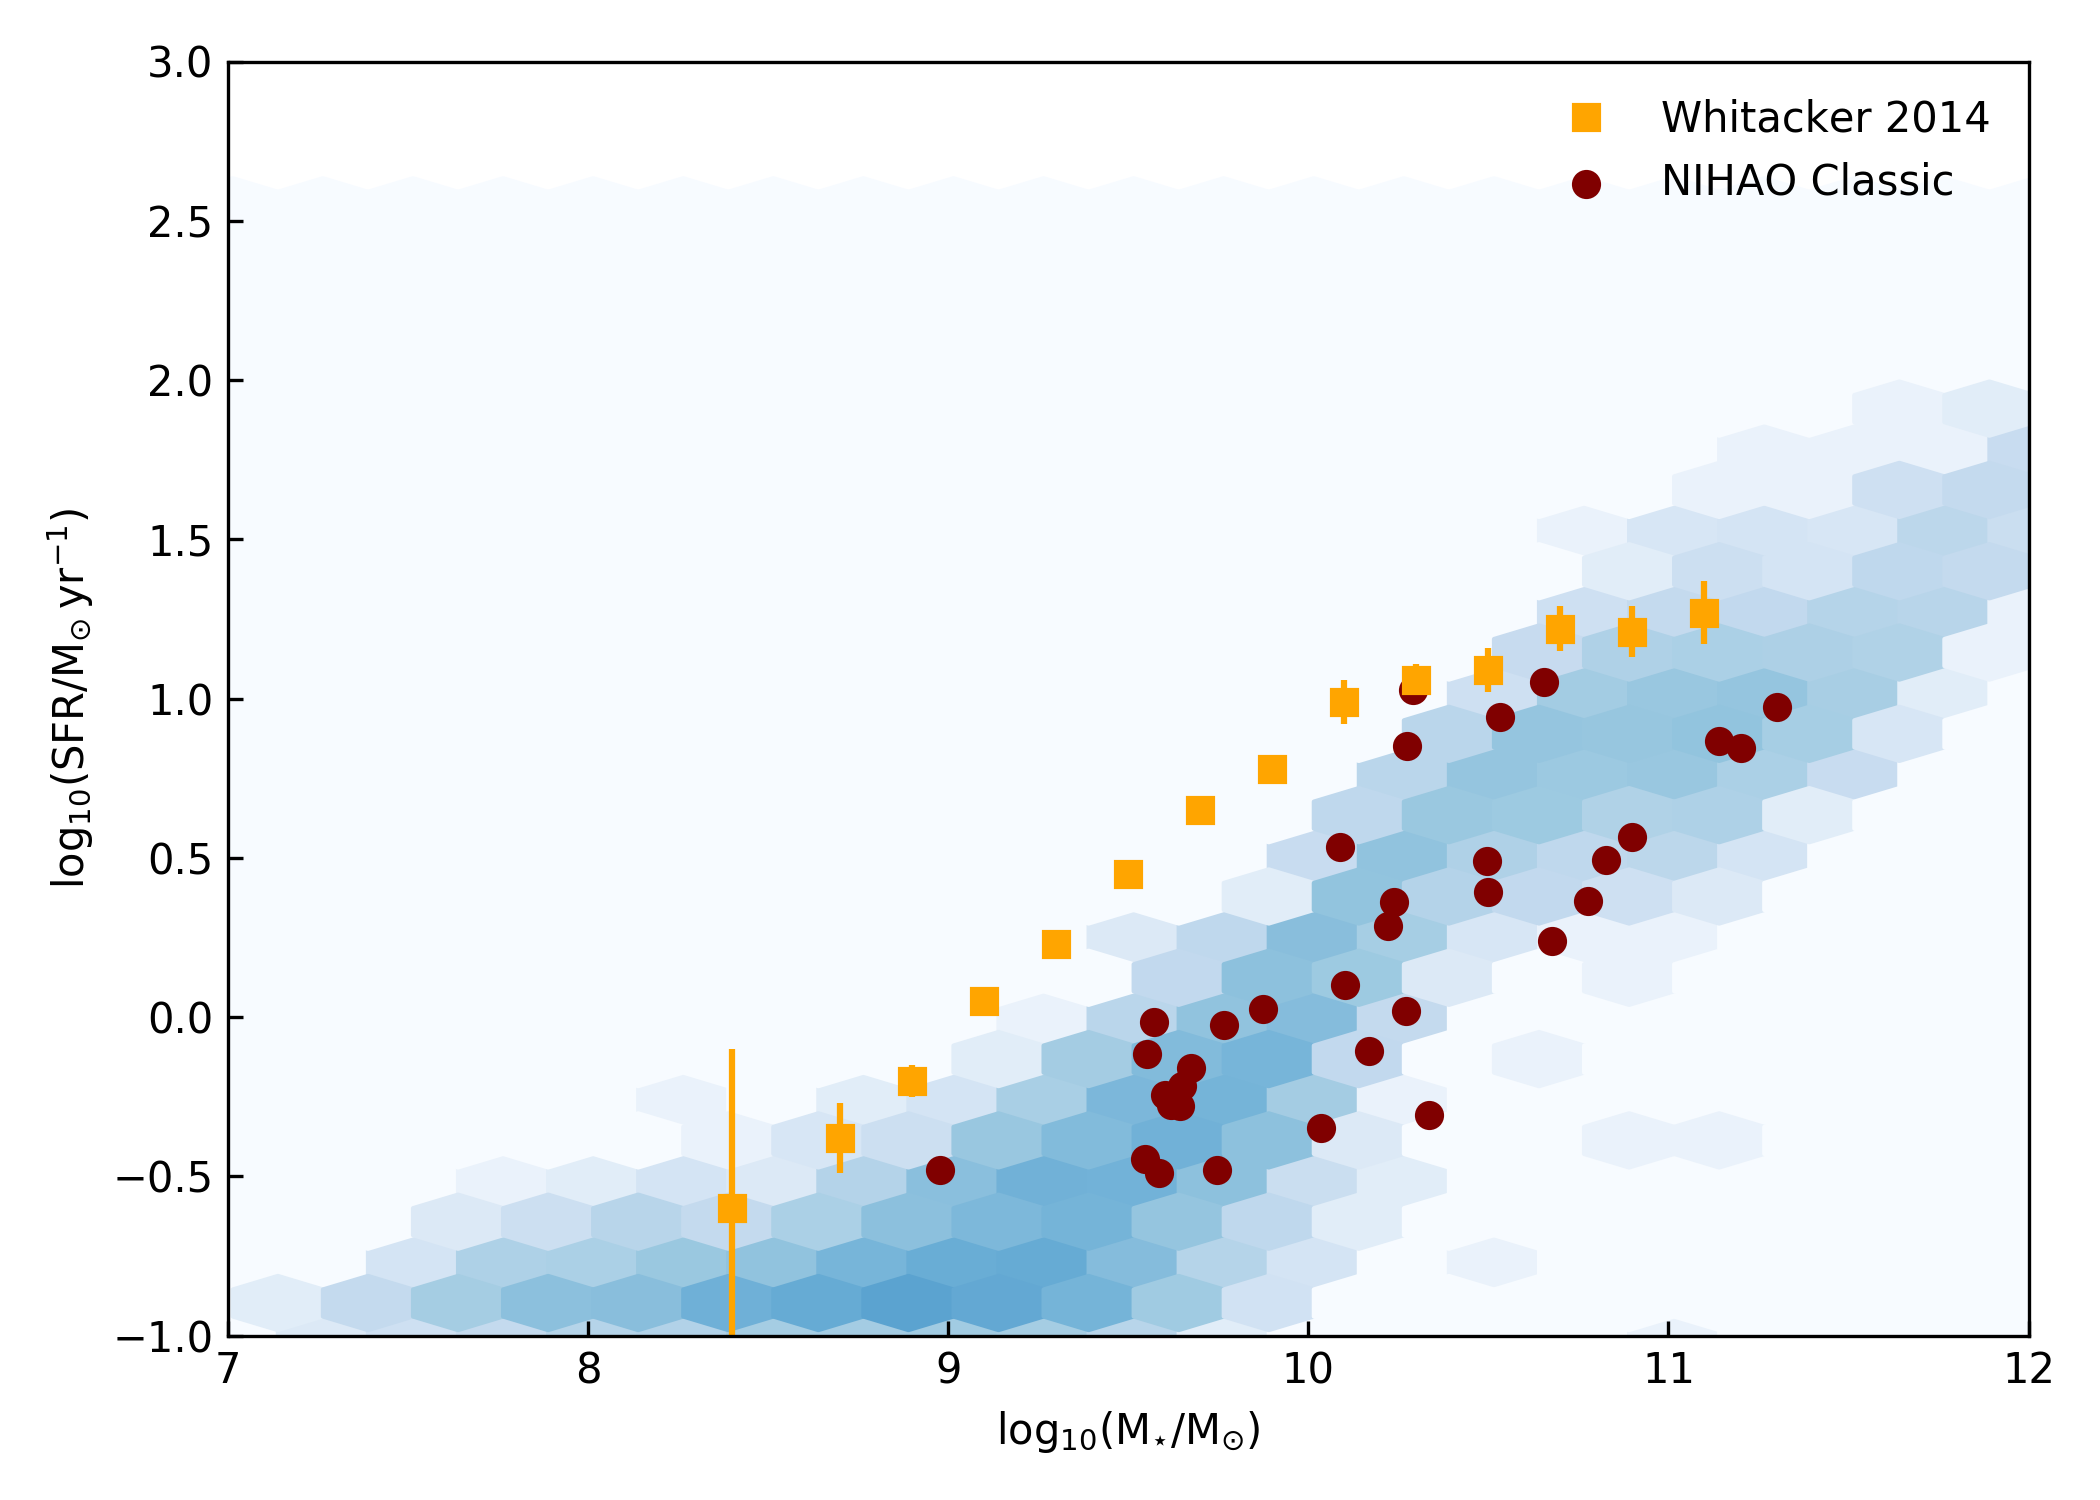 3.0
2.5
2.0
1.5
1.0
0.5
0.0
−0.5
−1.0
7 8 9 10 11 12
log₁₀(SFR/M⊙ yr⁻¹)
log₁₀(M⋆/M⊙)
Whitacker 2014
NIHAO Classic